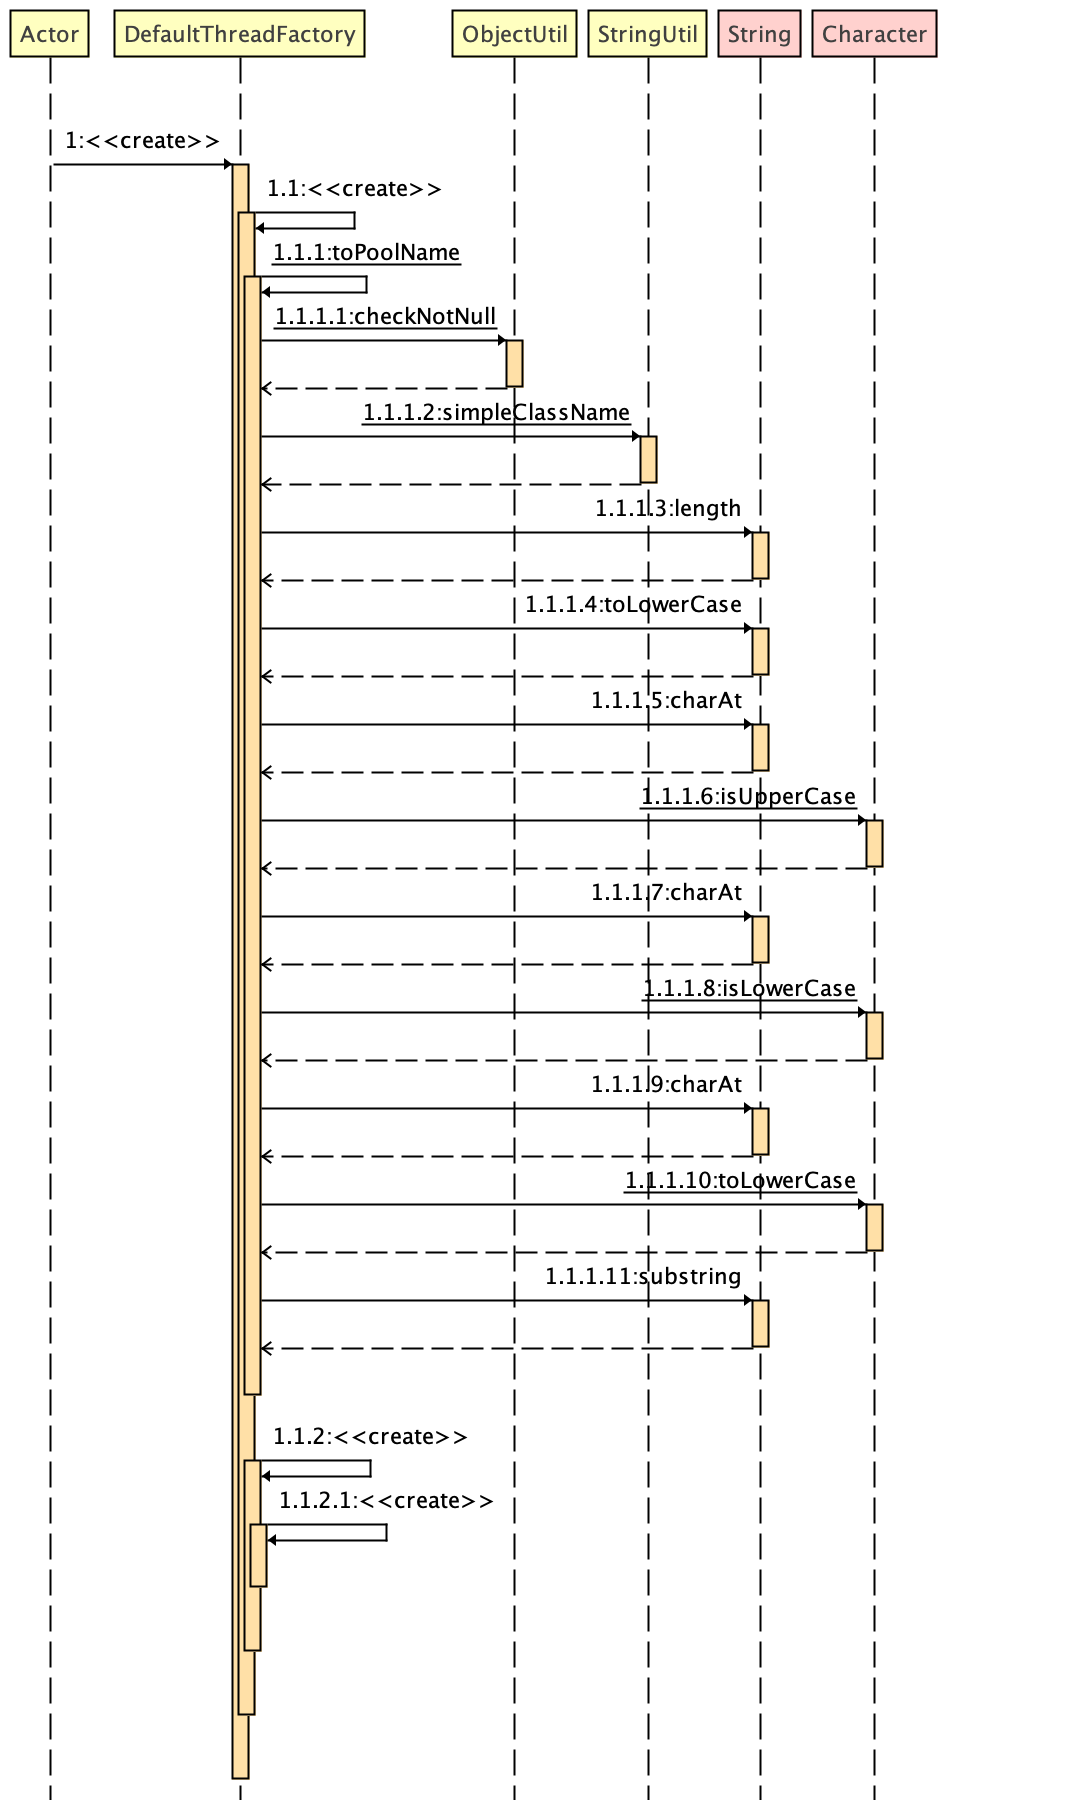 Actor DefaultThreadFactory ObjectUtil StringUtil String Character
1:<<create>>
1.1:<<create>>
1.1.1:toPoolName
1.1.1.1:checkNotNull
1.1.1.2:simpleClassName
1.1.1.3:length
1.1.1.4:toLowerCase
1.1.1.5:charAt
1.1.1.6:isUpperCase
1.1.1.7:charAt
1.1.1.8:isLowerCase
1.1.1.9:charAt
1.1.1.10:toLowerCase
1.1.1.11:substring
1.1.2:<<create>>
1.1.2.1:<<create>>